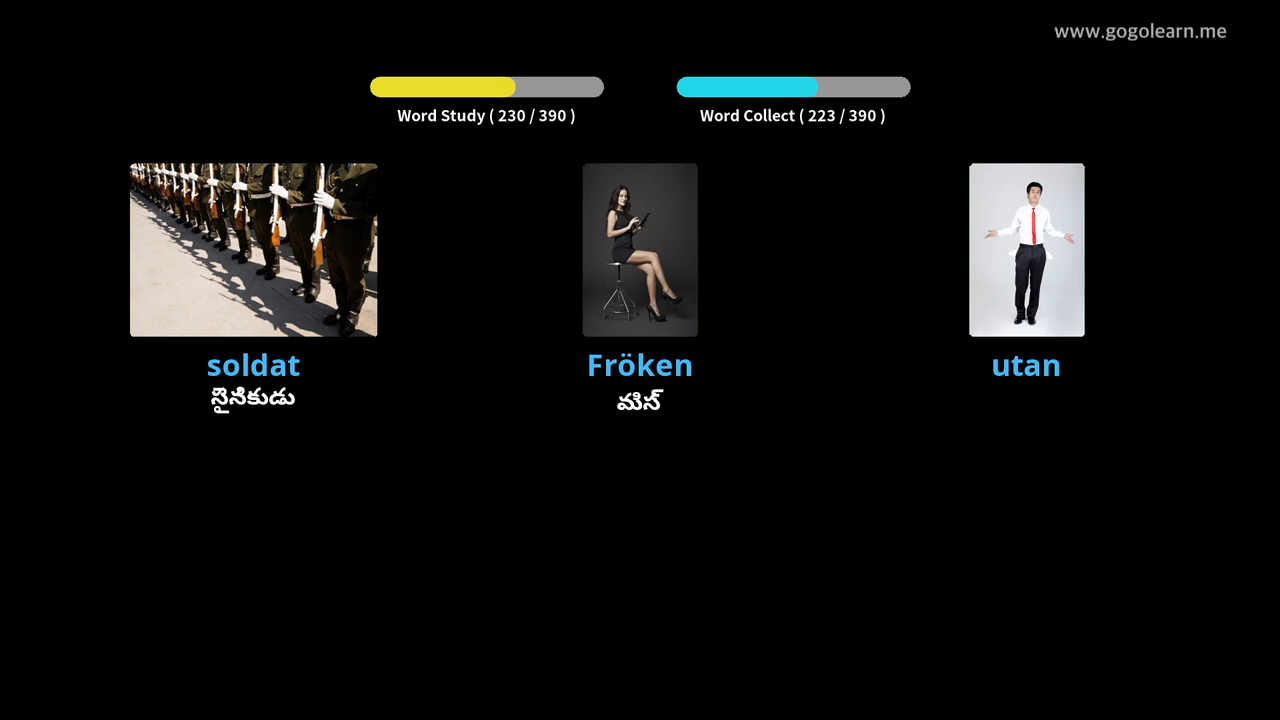 www.gogolearn.me
Word Study ( 230 / 390 )
Word Collect ( 223 / 390 )
soldat
Fröken
utan
సైనికుడు
మిస్